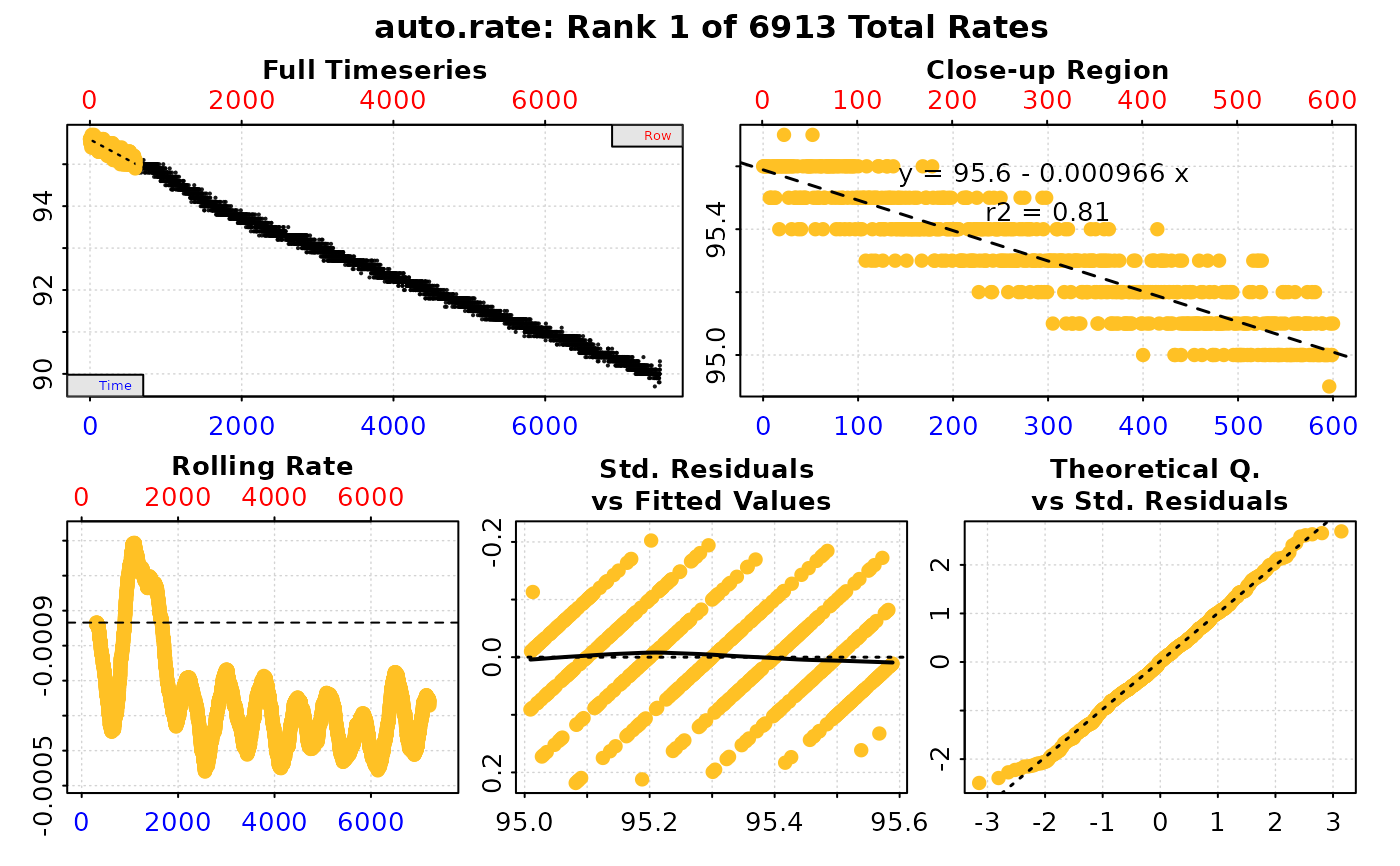 auto.rate: Rank 1 of 6913 Total Rates
Full Timeseries
0 2000 4000 6000
Row
94
92
90
Time
0 2000 4000 6000
Close-up Region
0 100 200 300 400 500 600
y = 95.6 - 0.000966 x
r2 = 0.81
95.4
95.0
0 100 200 300 400 500 600
Rolling Rate
0 2000 4000 6000
-0.0009
-0.0005
0 2000 4000 6000
Std. Residuals
vs Fitted Values
-0.2
0.0
0.2
95.0 95.2 95.4 95.6
Theoretical Q.
vs Std. Residuals
2
1
0
-2
-3 -2 -1 0 1 2 3